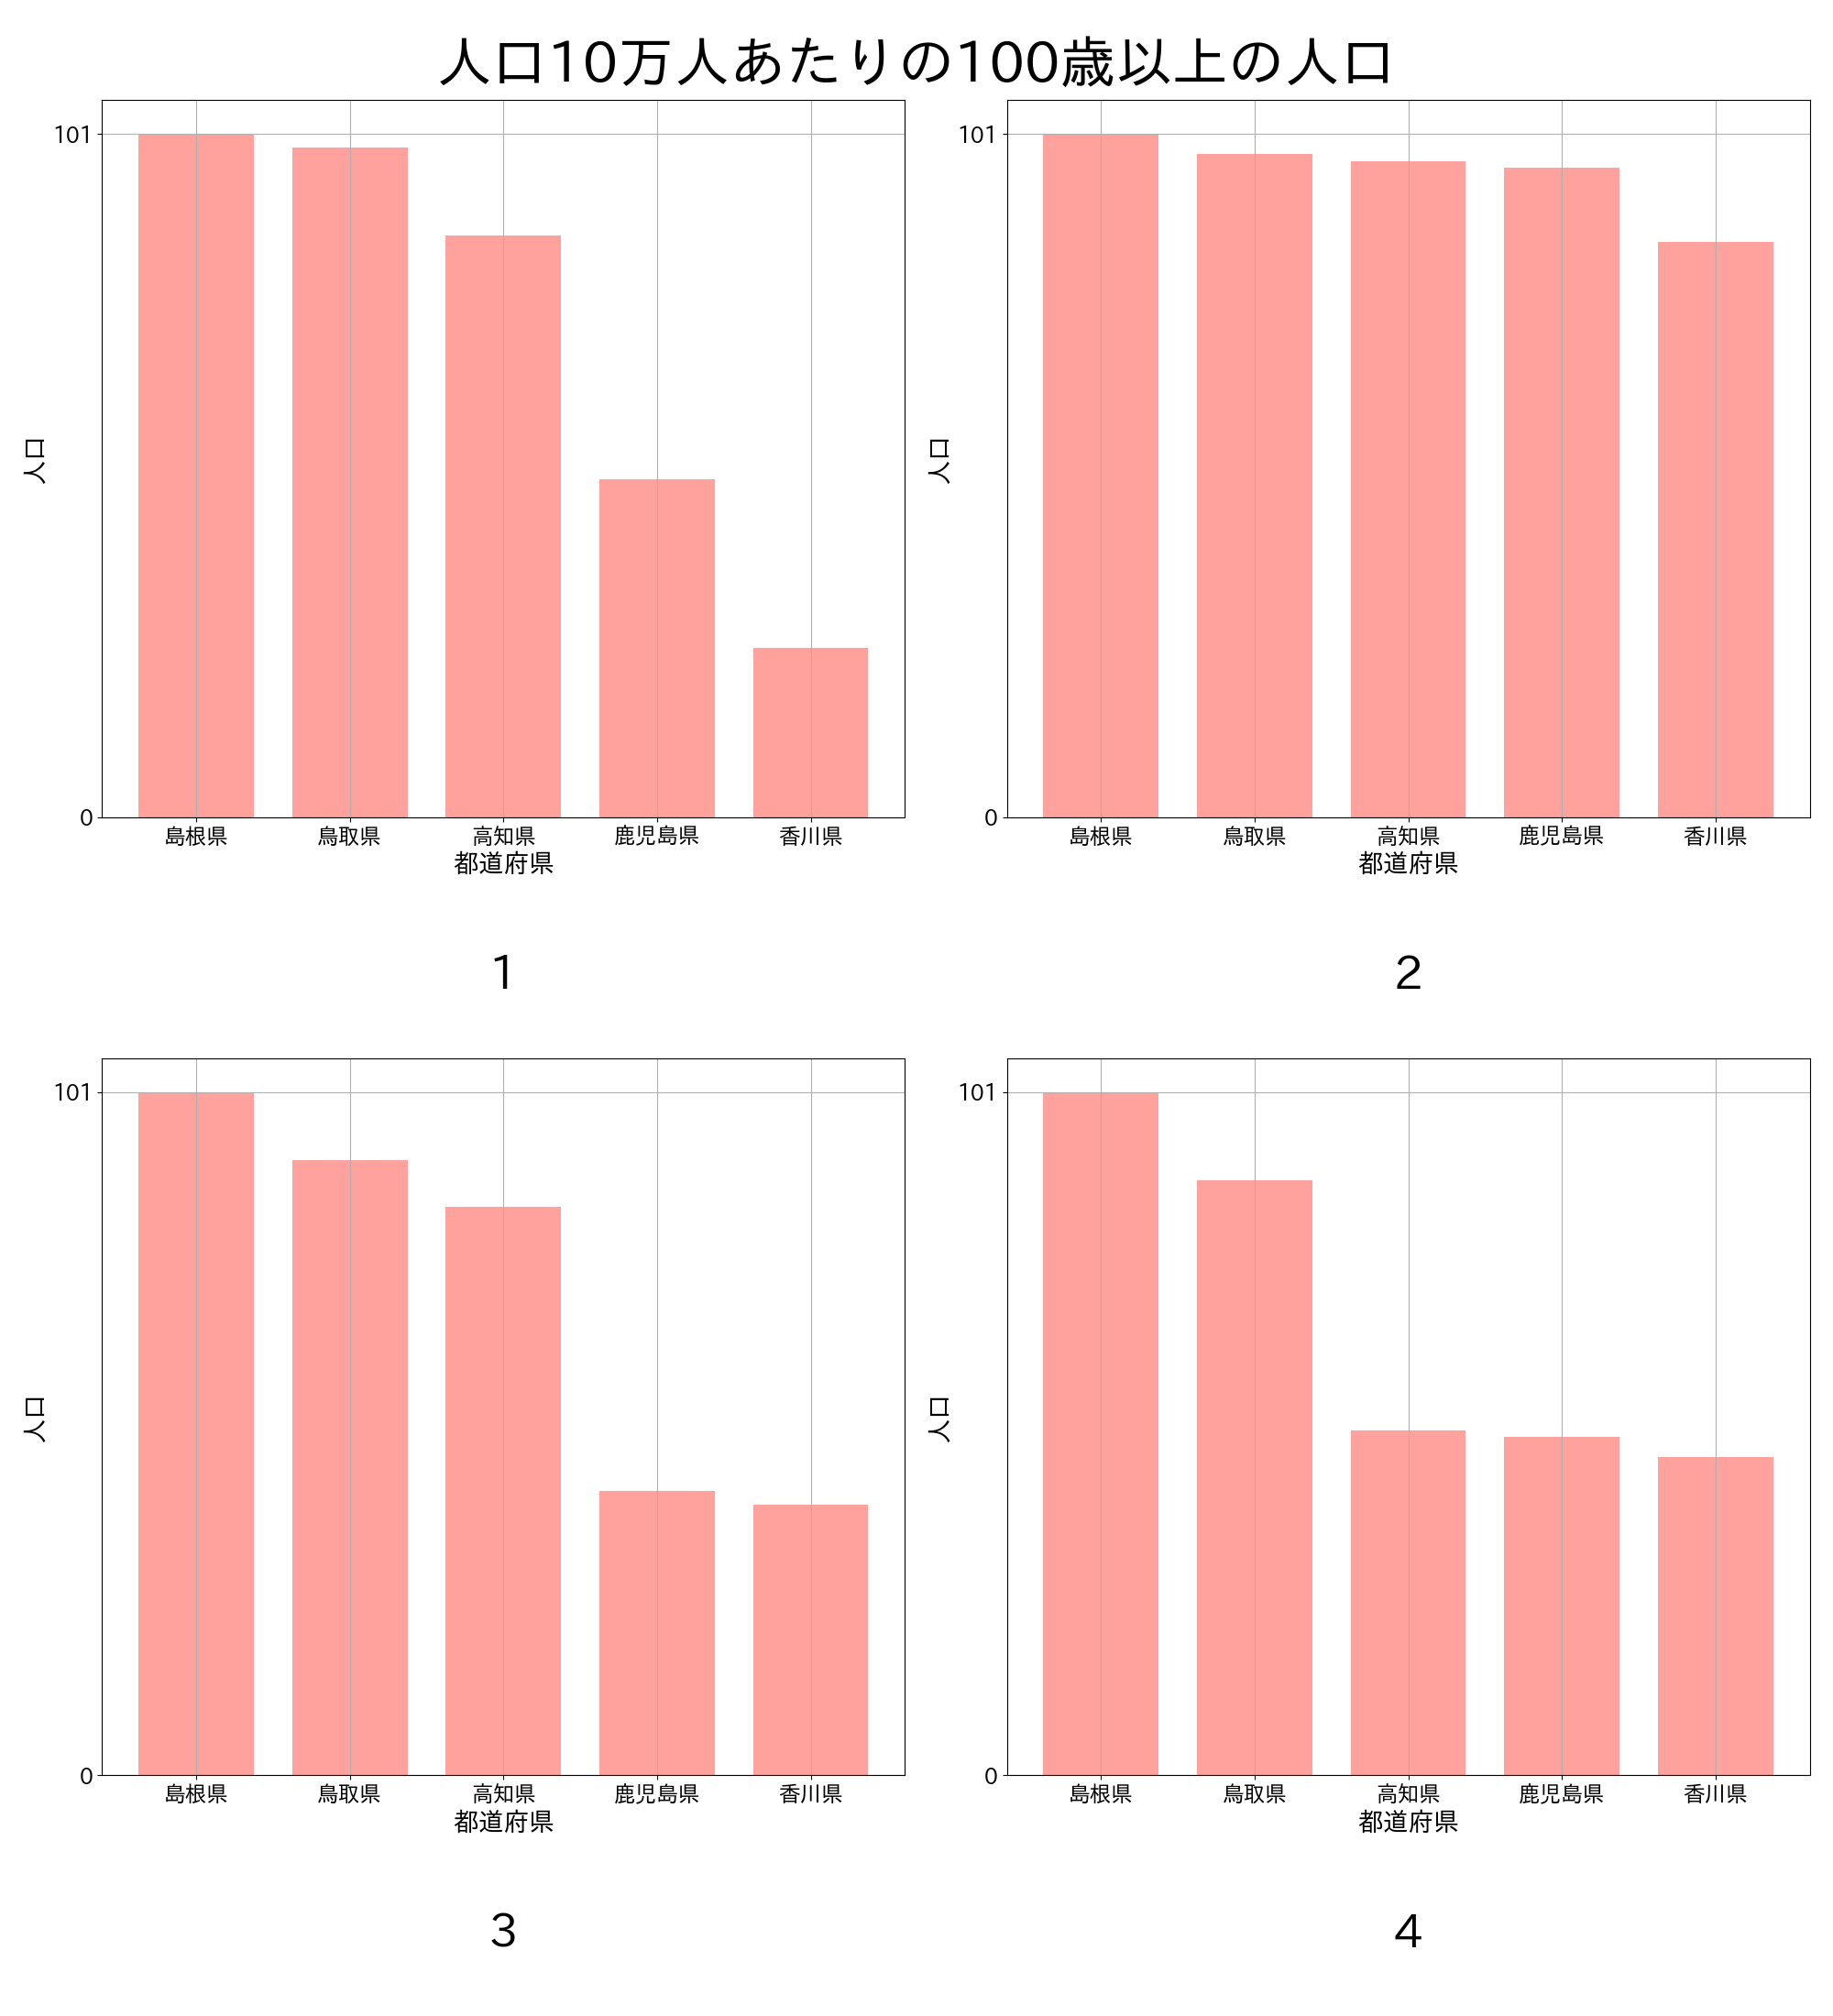 人口10万人あたりの100歳以上の人口
101
0
人口
島根県 鳥取県 高知県 鹿児島県 香川県
都道府県
1
101
0
人口
島根県 鳥取県 高知県 鹿児島県 香川県
都道府県
2
101
0
人口
島根県 鳥取県 高知県 鹿児島県 香川県
都道府県
3
101
0
人口
島根県 鳥取県 高知県 鹿児島県 香川県
都道府県
4